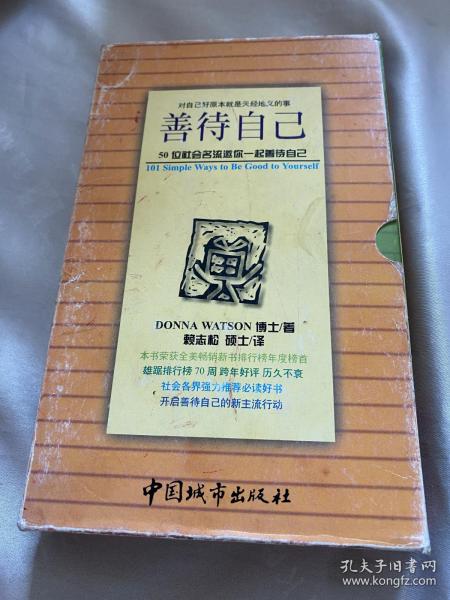 对自己好原本就是天经地义的事
善待自己
50 位社会名流邀你一起善待自己
101 Simple Ways to Be Good to Yourself
DONNA WATSON 博士/著
赖志松 硕士/译
本书荣获全美畅销新书排行榜年度榜首
雄踞排行榜 70 周 跨年好评 历久不衰
社会各界强力推荐必读好书
开启善待自己的新主流行动
中国城市出版社
孔夫子旧书网
www.kongfz.com